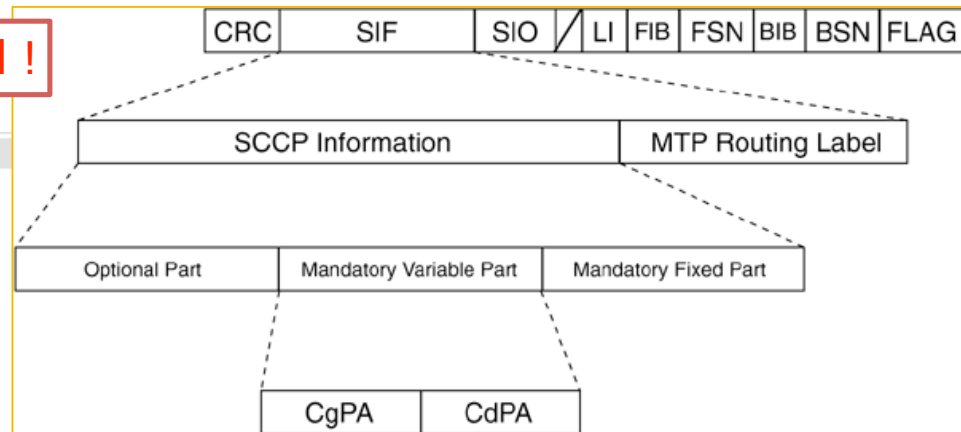 CRC SIF SIO LI FIB FSN BIB BSN FLAG
!
SCCP Information MTP Routing Label
Optional Part Mandatory Variable Part Mandatory Fixed Part
CgPA CdPA